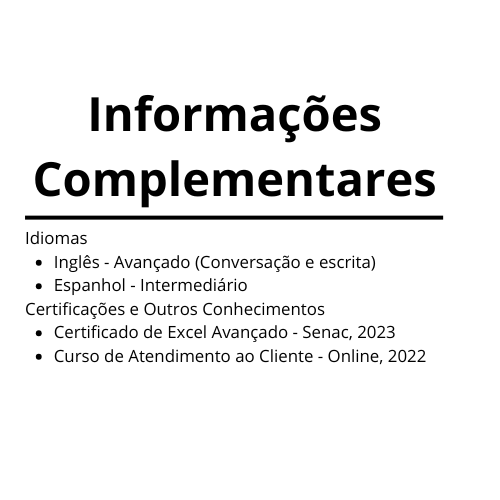 Informações
Complementares
Idiomas
• Inglês - Avançado (Conversação e escrita)
• Espanhol - Intermediário
Certificações e Outros Conhecimentos
• Certificado de Excel Avançado - Senac, 2023
• Curso de Atendimento ao Cliente - Online, 2022